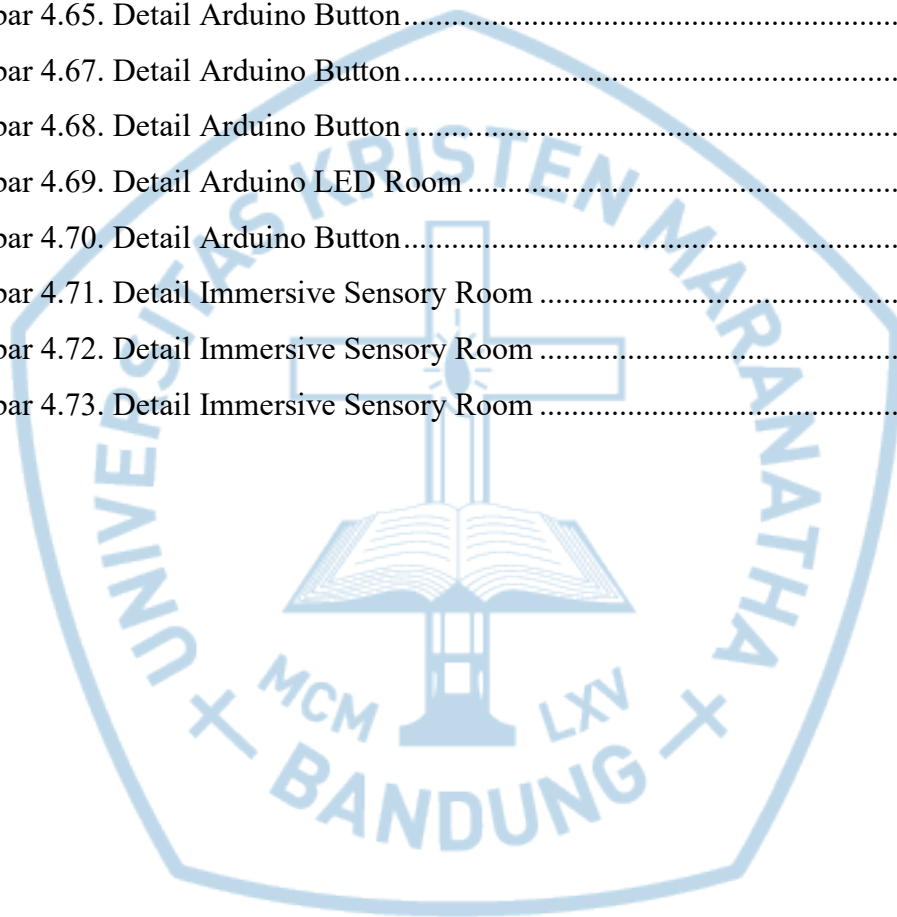 bar 4.65. Detail Arduino Button............................................................
bar 4.67. Detail Arduino Button............................................................
bar 4.68. Detail Arduino Button............................................................
bar 4.69. Detail Arduino LED Room....................................................
bar 4.70. Detail Arduino Button............................................................
bar 4.71. Detail Immersive Sensory Room ...........................................
bar 4.72. Detail Immersive Sensory Room ...........................................
bar 4.73. Detail Immersive Sensory Room ...........................................
UNIVERSITAS KRISTEN MARANATHA
MCM LXV
BANDUNG